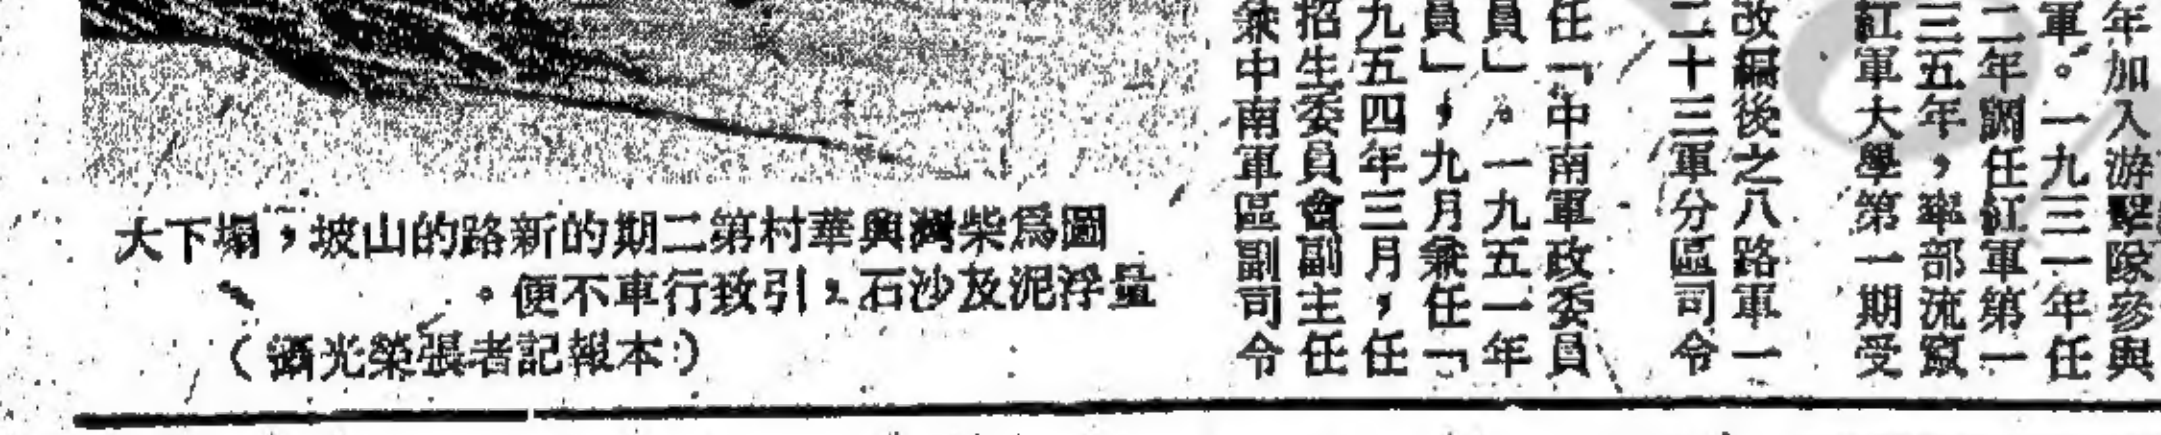 年加入游擊隊參與
軍。一九三一年任
二年調任紅軍第一
三五年，率部流竄
紅軍大學第一期受
改編後之八路軍一
二十三軍分區司令
任「中南軍政委員
員」。一九五一年
員」，九月兼任「
九五四年三月，任
招生委員會副主任
兼中南軍區副司令
圖爲柴灣興華村第二期的新路的山坡，塌下大
量浮泥及沙石，引致行車不便。
（本報記者張榮光攝）